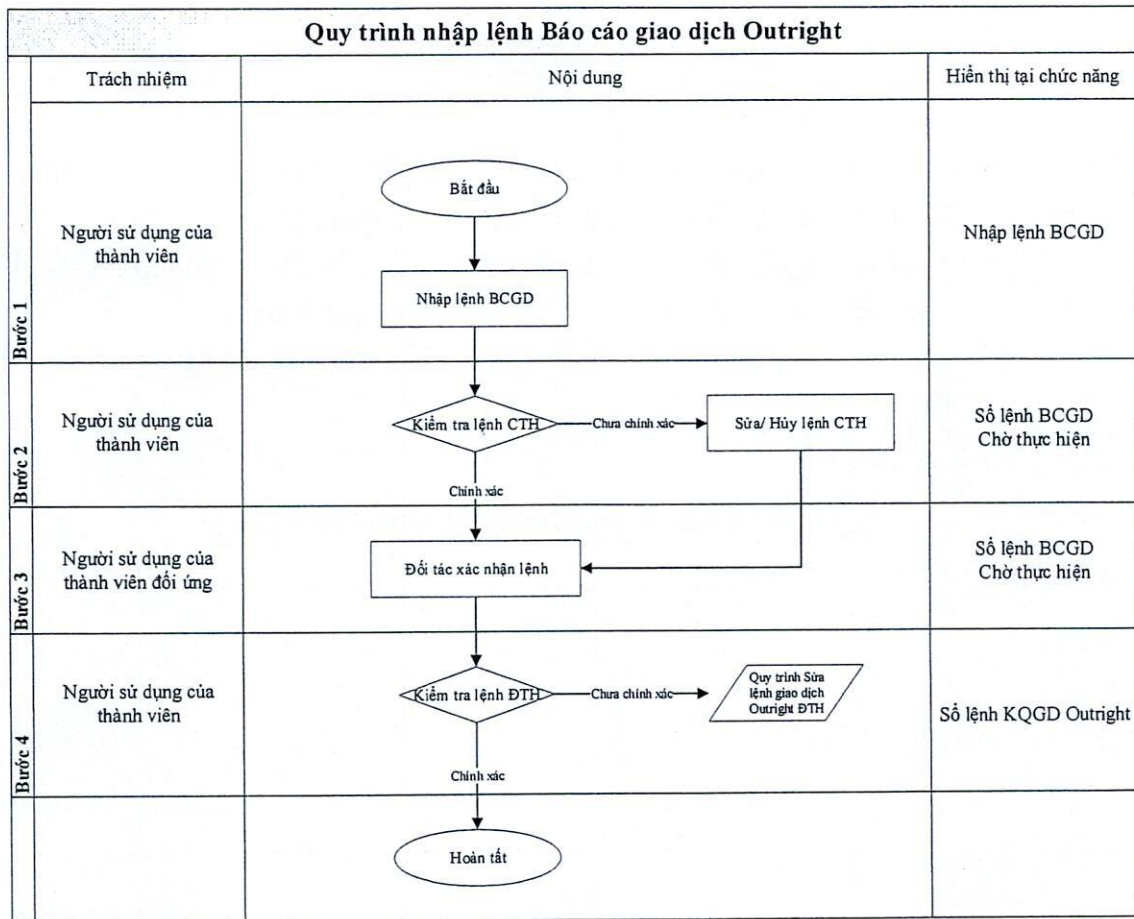 Quy trình nhập lệnh Báo cáo giao dịch Outright
Trách nhiệm
Nội dung
Hiển thị tại chức năng
Bước 1
Người sử dụng của
thành viên
Bắt đầu
Nhập lệnh BCGD
Nhập lệnh BCGD
Bước 2
Người sử dụng của
thành viên
Kiểm tra lệnh CTH
Chưa chính xác
Sửa/ Hủy lệnh CTH
Chính xác
Sổ lệnh BCGD
Chờ thực hiện
Bước 3
Người sử dụng của
thành viên đối ứng
Đối tác xác nhận lệnh
Sổ lệnh BCGD
Chờ thực hiện
Bước 4
Người sử dụng của
thành viên
Kiểm tra lệnh ĐTH
Chưa chính xác
Quy trình Sửa
lệnh giao dịch
Outright ĐTH
Chính xác
Sổ lệnh KQGD Outright
Hoàn tất